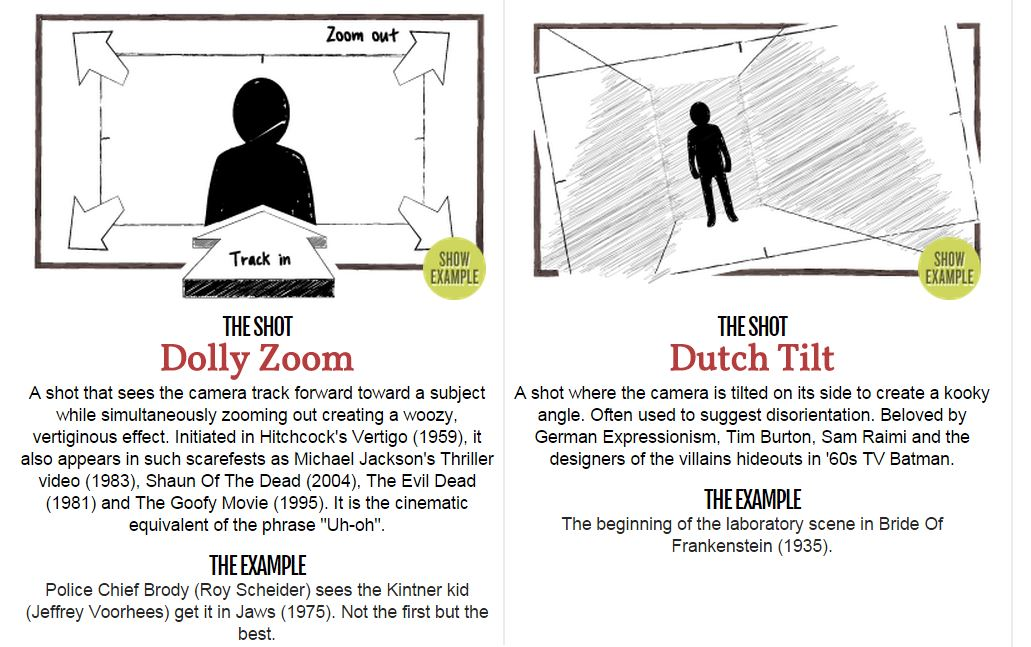 Zoom out
Track in
SHOW
EXAMPLE
THE SHOT
Dolly Zoom
A shot that sees the camera track forward toward a subject
while simultaneously zooming out creating a woozy,
vertiginous effect. Initiated in Hitchcock's Vertigo (1959), it
also appears in such scarefests as Michael Jackson's Thriller
video (1983), Shaun Of The Dead (2004), The Evil Dead
(1981) and The Goofy Movie (1995). It is the cinematic
equivalent of the phrase "Uh-oh".
THE EXAMPLE
Police Chief Brody (Roy Scheider) sees the Kintner kid
(Jeffrey Voorhees) get it in Jaws (1975). Not the first but the
best.
SHOW
EXAMPLE
THE SHOT
Dutch Tilt
A shot where the camera is tilted on its side to create a kooky
angle. Often used to suggest disorientation. Beloved by
German Expressionism, Tim Burton, Sam Raimi and the
designers of the villains hideouts in '60s TV Batman.
THE EXAMPLE
The beginning of the laboratory scene in Bride Of
Frankenstein (1935).